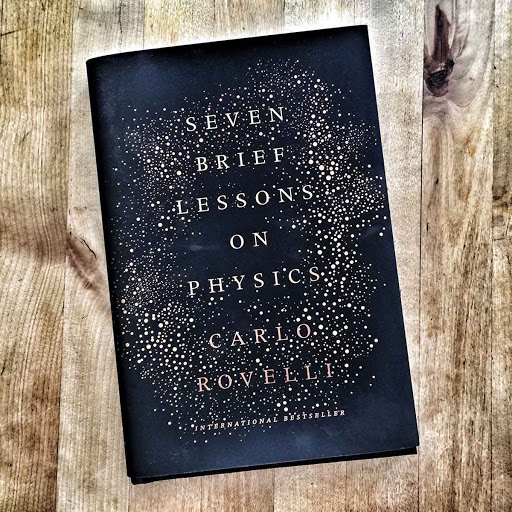 SEVEN
BRIEF
LESSONS
ON
PHYSICS
CARLO
ROVELLI
INTERNATIONAL BESTSELLER